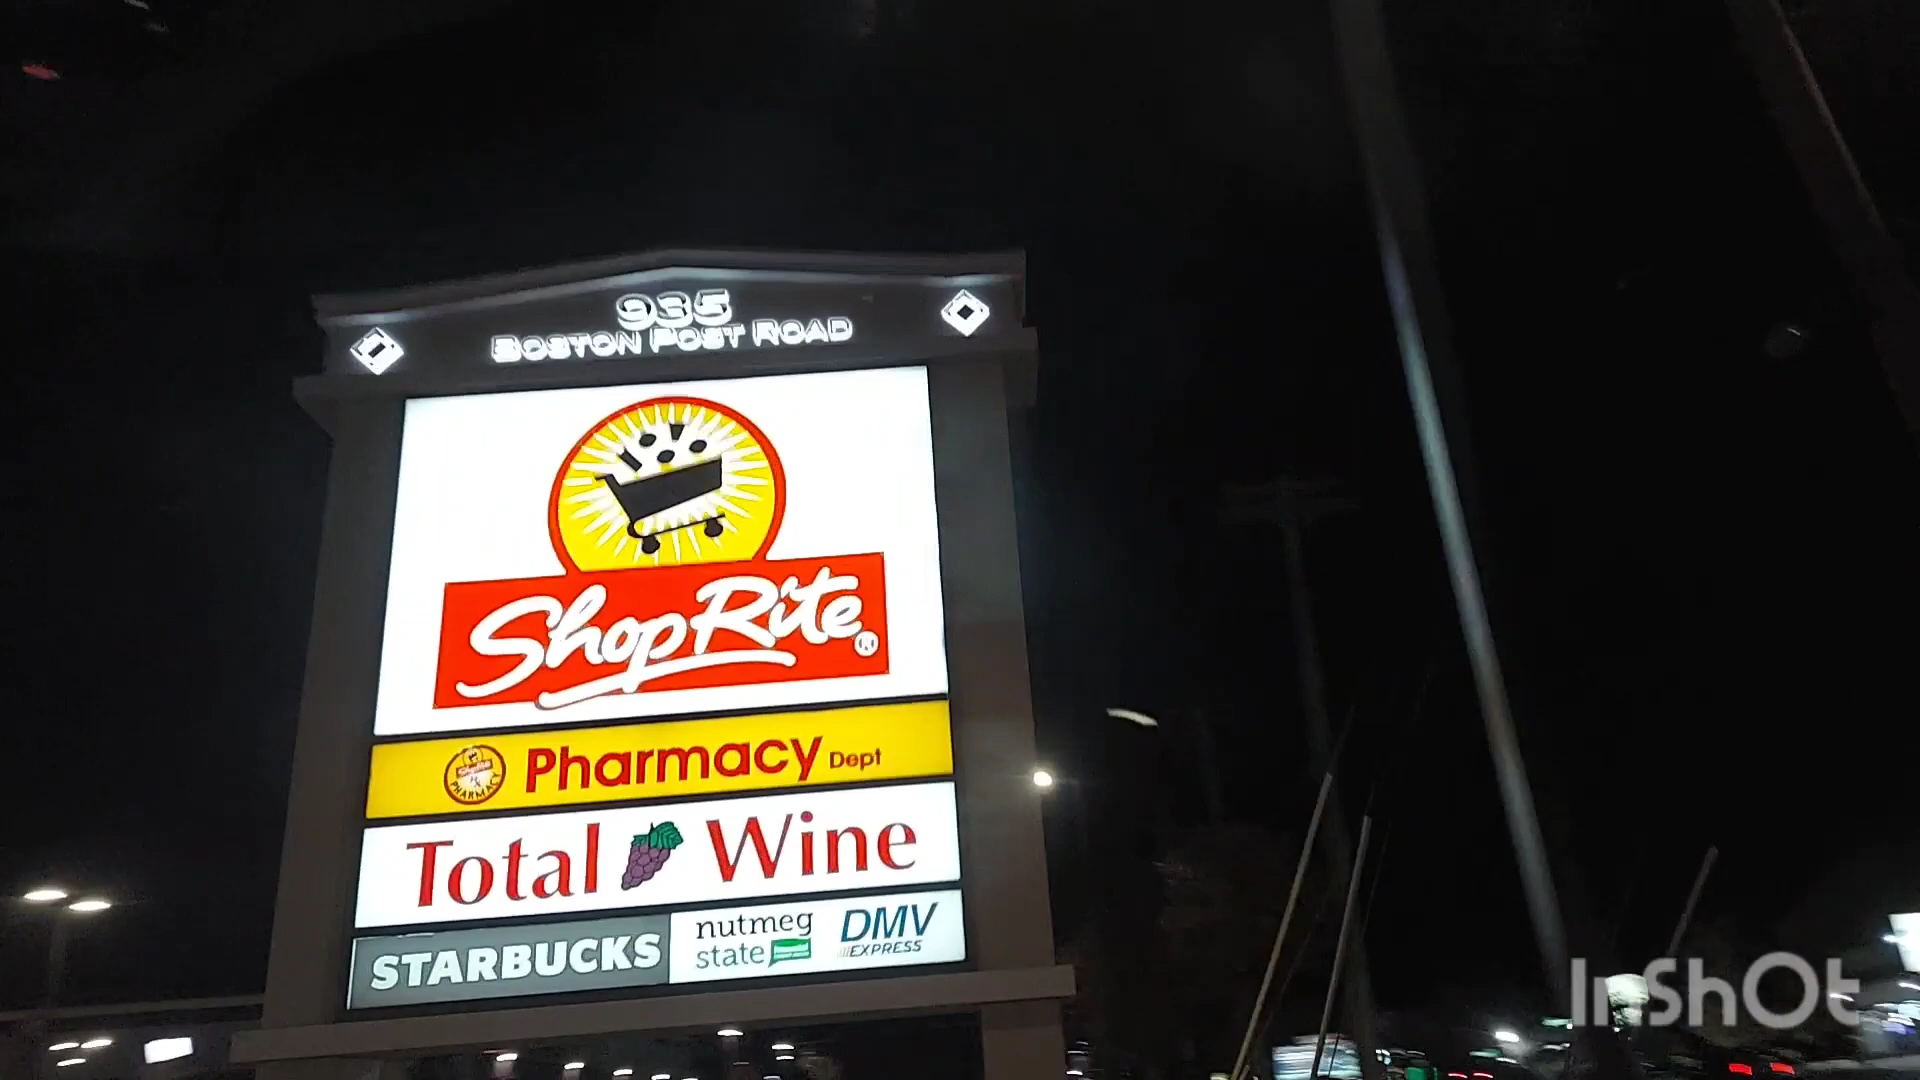 935
BOSTON POST ROAD
ShopRite®
Pharmacy Dept
Total Wine
STARBUCKS
nutmeg
state
DMV
EXPRESS
InShOt